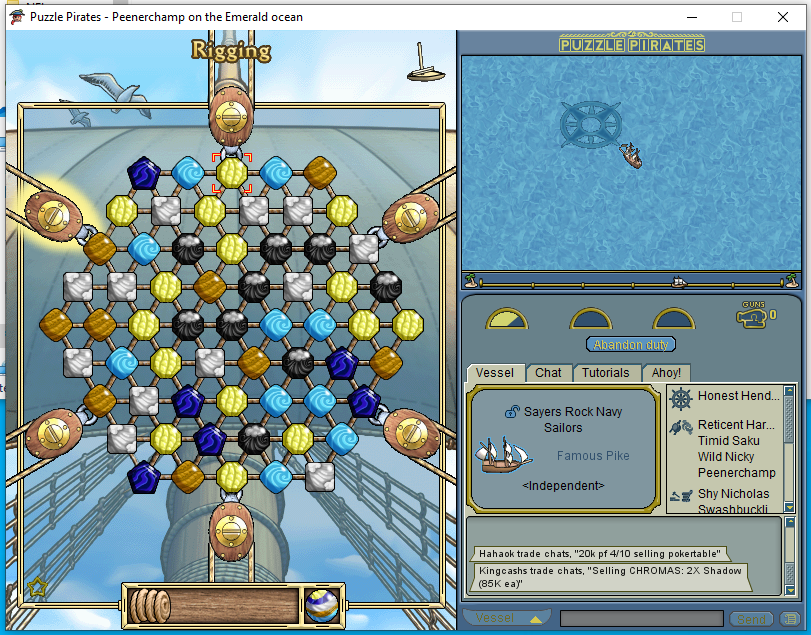 Puzzle Pirates - Peenerchamp on the Emerald ocean
Rigging
PUZZLE PIRATES
GUNS
0
Abandon duty
Vessel
Chat
Tutorials
Ahoy!
Sayers Rock Navy
Sailors
Famous Pike
<Independent>
Honest Hend...
Reticent Har...
Timid Saku
Wild Nicky
Peenerchamp
Shy Nicholas
Swashbuckli
Hahaok trade chats, "20k pf 4/10 selling pokertable"
Kingcashs trade chats, "Selling CHROMAS: 2X Shadow
(85K ea)"
Vessel
Send